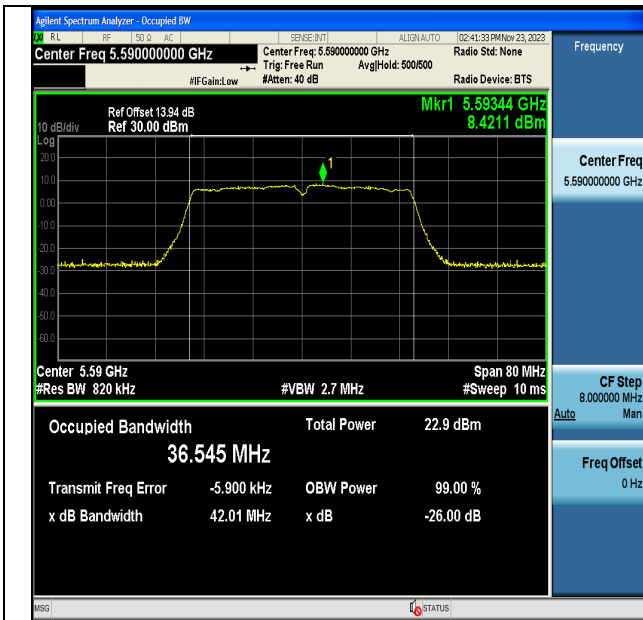 Agilent Spectrum Analyzer - Occupied BW
RL RF 50 Ω AC SENSE:INT ALIGN AUTO 02:41:33 PM Nov 23, 2023
Center Freq 5.590000000 GHz
Center Freq: 5.590000000 GHz
Radio Std: None
Trig: Free Run Avg|Hold: 500/500
#IFGain:Low #Atten: 40 dB Radio Device: BTS
Frequency
Mkr1 5.59344 GHz
8.4211 dBm
Ref Offset 13.94 dB
10 dB/div Ref 30.00 dBm
Log
20.0
10.0
0.00
-10.0
-20.0
-30.0
-40.0
-50.0
-60.0
1
Center 5.59 GHz Span 80 MHz
#Res BW 820 kHz #VBW 2.7 MHz #Sweep 10 ms
Occupied Bandwidth Total Power 22.9 dBm
36.545 MHz
Transmit Freq Error -5.900 kHz OBW Power 99.00 %
x dB Bandwidth 42.01 MHz x dB -26.00 dB
Center Freq
5.590000000 GHz
CF Step
8.000000 MHz
Auto Man
Freq Offset
0 Hz
MSG STATUS